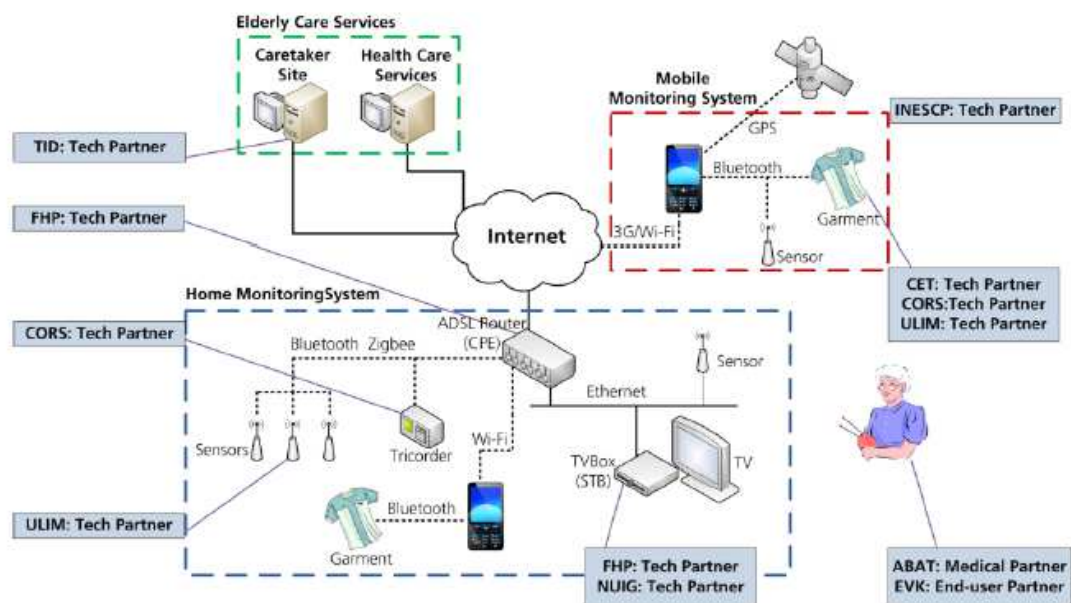 Elderly Care Services
Caretaker
Site
Health Care
Services
Mobile
Monitoring System
INESCP: Tech Partner
GPS
TID: Tech Partner
Bluetooth
FHP: Tech Partner
Garment
Internet
3G/Wi-Fi
Sensor
CET: Tech Partner
CORS:Tech Partner
ULIM: Tech Partner
Home MonitoringSystem
ADSL Router
(CPE)
CORS: Tech Partner
Bluetooth Zigbee
Sensor
Ethernet
Sensors
Tricorder
Wi-Fi
TVBox
(STB)
TV
ULIM: Tech Partner
Bluetooth
Garment
FHP: Tech Partner
NUIG: Tech Partner
ABAT: Medical Partner
EVK: End-user Partner